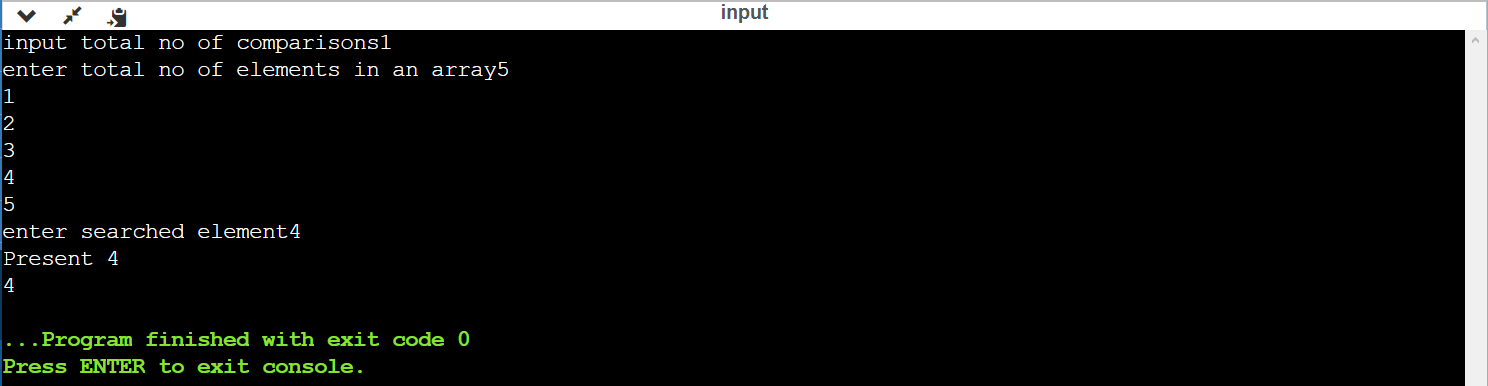 input
input total no of comparisons1
enter total no of elements in an array5
1
2
3
4
5
enter searched element4
Present 4
4
...Program finished with exit code 0
Press ENTER to exit console.